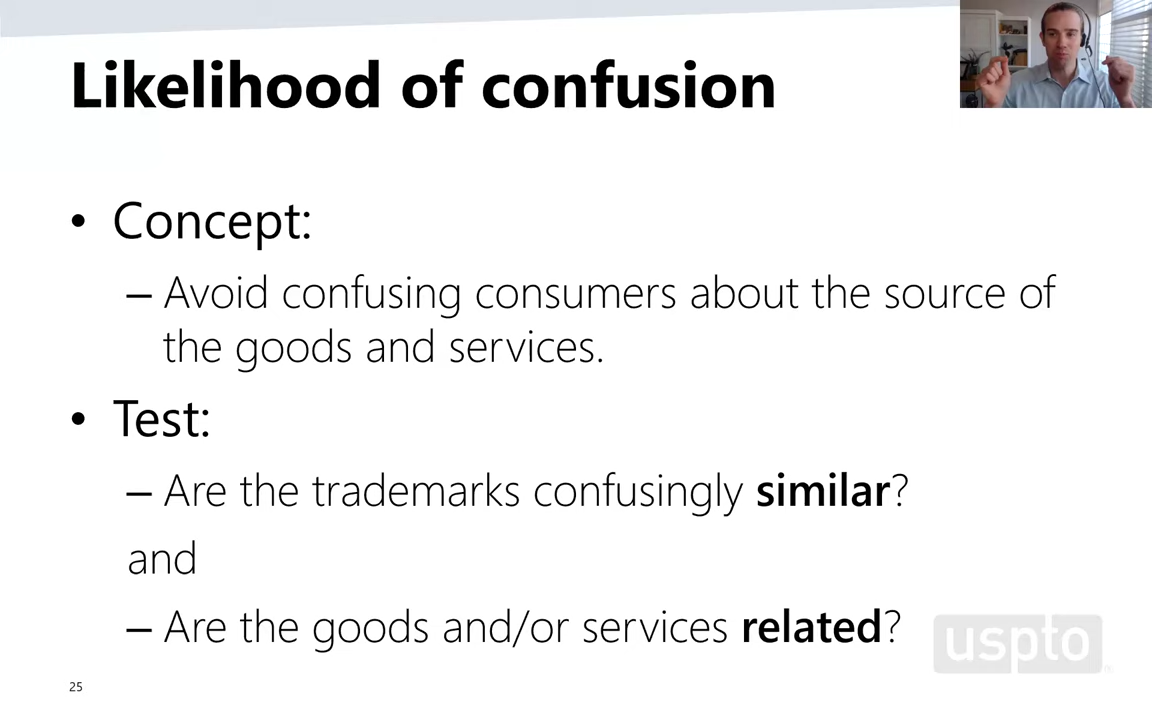 Likelihood of confusion
• Concept:
– Avoid confusing consumers about the source of
the goods and services.
• Test:
– Are the trademarks confusingly similar?
and
– Are the goods and/or services related?
uspto
25